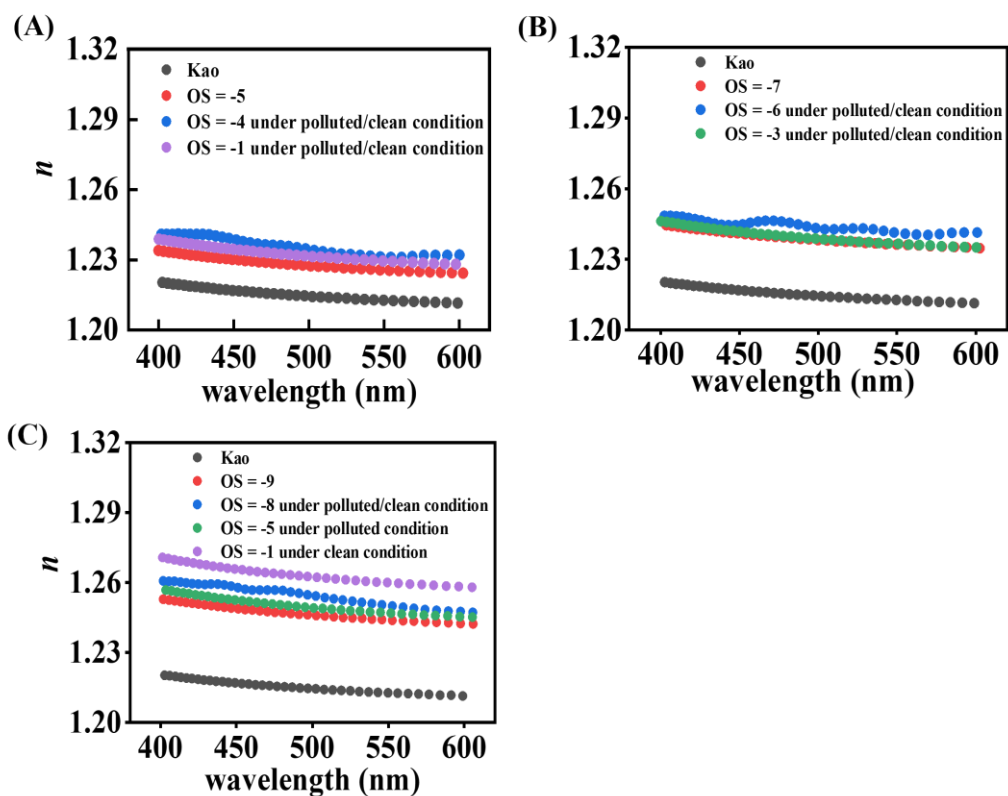 (A)
1.32
1.29
1.26
1.23
1.20
n
Kao
OS = -5
OS = -4 under polluted/clean condition
OS = -1 under polluted/clean condition
400 450 500 550 600
wavelength (nm)
(B)
1.32
1.29
1.26
1.23
1.20
Kao
OS = -7
OS = -6 under polluted/clean condition
OS = -3 under polluted/clean condition
400 450 500 550 600
wavelength (nm)
(C)
1.32
1.29
1.26
1.23
1.20
n
Kao
OS = -9
OS = -8 under polluted/clean condition
OS = -5 under polluted condition
OS = -1 under clean condition
400 450 500 550 600
wavelength (nm)